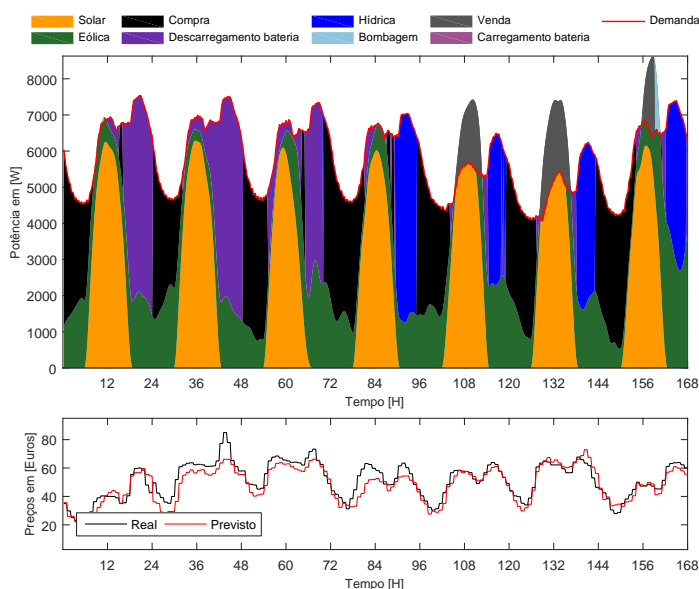 Solar Compra Hídrica Venda Demanda
Eólica Descarregamento bateria Bombagem Carregamento bateria
8000
7000
6000
5000
4000
3000
2000
1000
0
Potência em [W]
12 24 36 48 60 72 84 96 108 120 132 144 156 168
Tempo [H]
80
60
40
20
Preços em [Euros]
Real Previsto
12 24 36 48 60 72 84 96 108 120 132 144 156 168
Tempo [H]